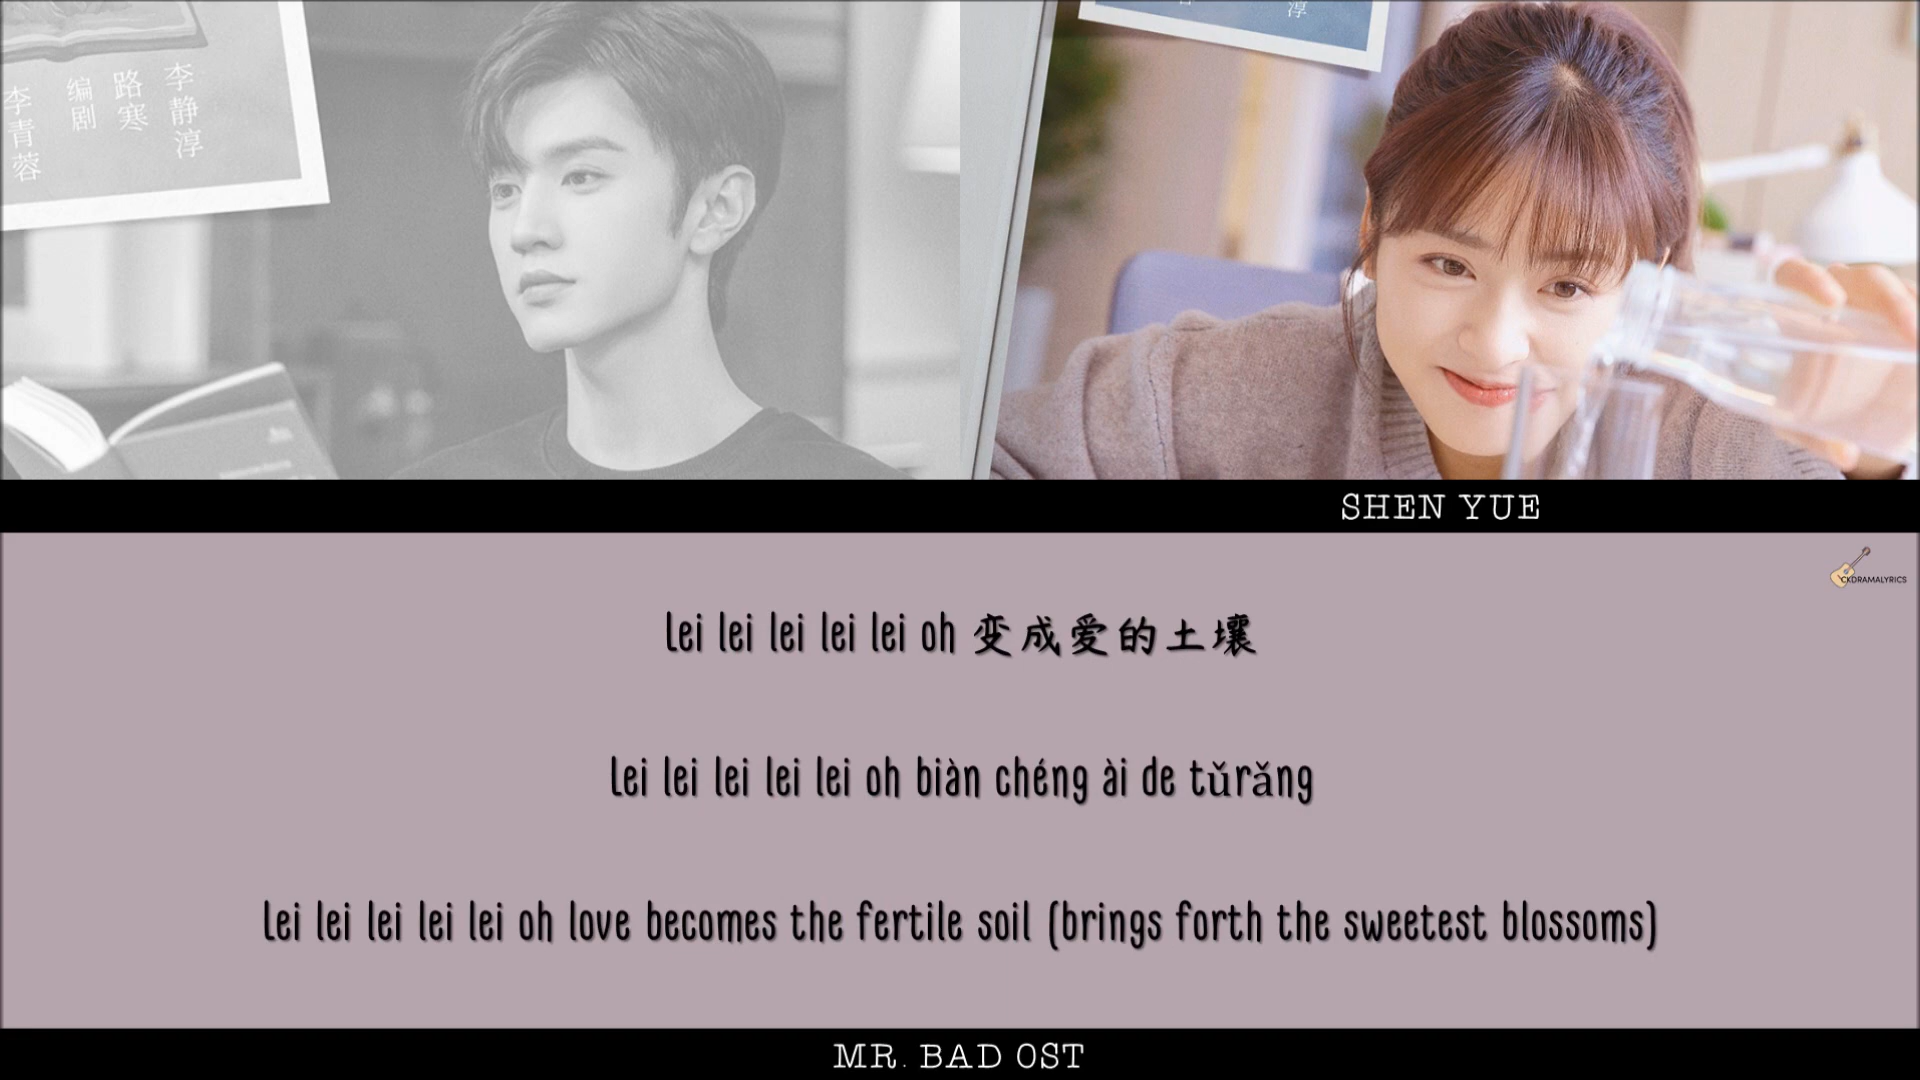 李静淳
路寒
编剧
李青蓉
淳
SHEN YUE
CKDRAMALYRICS
lei lei lei lei lei oh 变成爱的土壤
lei lei lei lei lei oh biàn chéng ài de tǔrǎng
lei lei lei lei lei oh love becomes the fertile soil (brings forth the sweetest blossoms)
MR. BAD OST